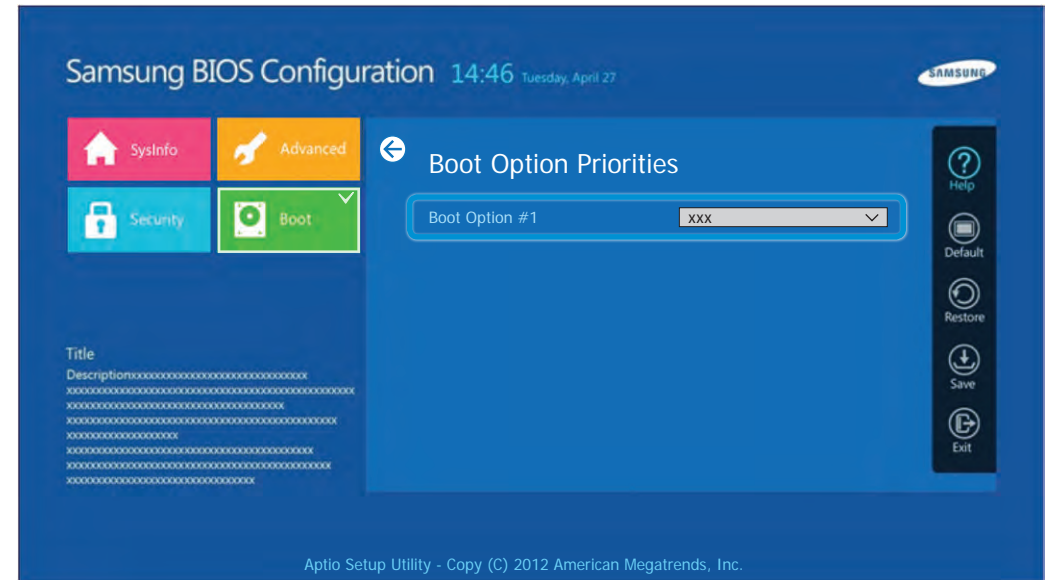 Samsung BIOS Configuration 14:46 Tuesday, April 27
SAMSUNG
SysInfo
Advanced
Security
Boot
Boot Option Priorities
Boot Option #1 xxx
Help
Default
Restore
Save
Exit
Title
Descriptionxxxxxxxxxxxxxxxxxxxxxxxxxxxxx
Aptio Setup Utility - Copy (C) 2012 American Megatrends, Inc.